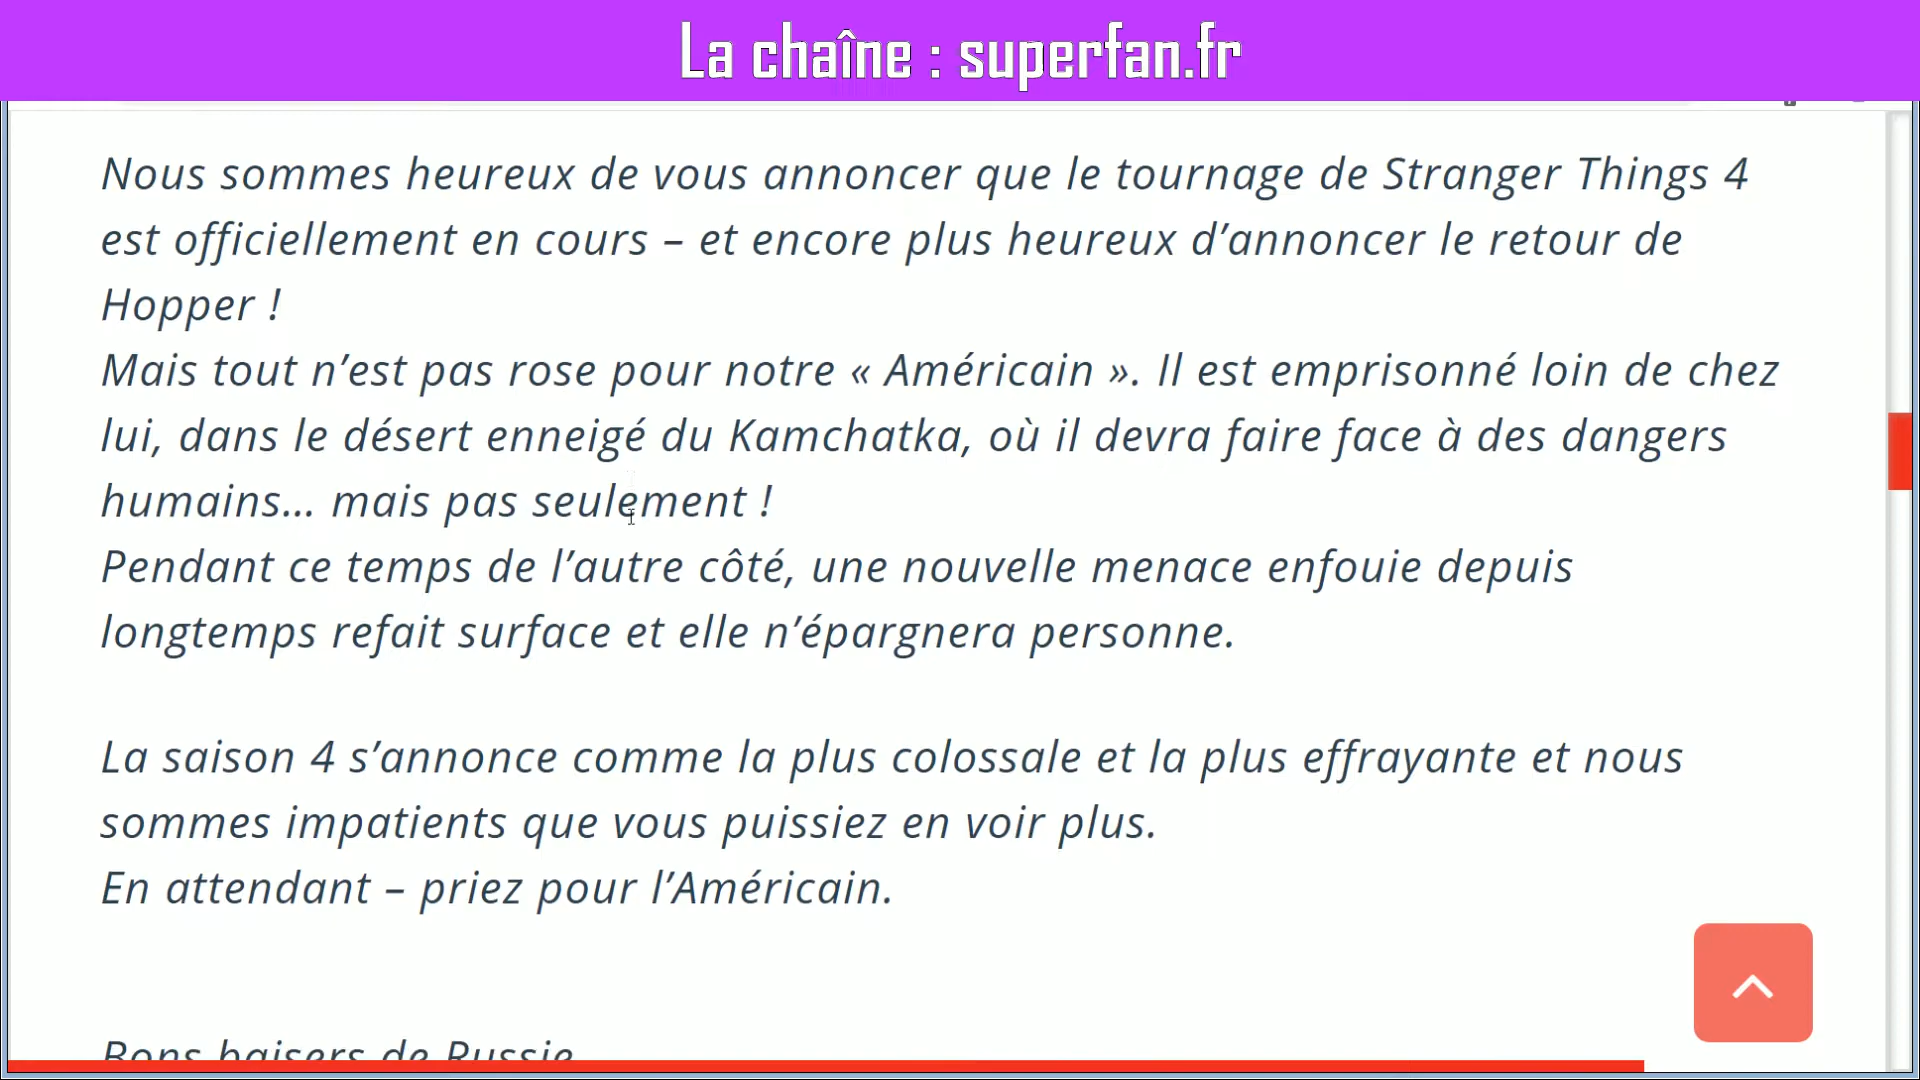 La chaîne : superfan.fr
Nous sommes heureux de vous annoncer que le tournage de Stranger Things 4
est officiellement en cours – et encore plus heureux d’annoncer le retour de
Hopper !
Mais tout n’est pas rose pour notre « Américain ». Il est emprisonné loin de chez
lui, dans le désert enneigé du Kamchatka, où il devra faire face à des dangers
humains… mais pas seulement !
Pendant ce temps de l’autre côté, une nouvelle menace enfouie depuis
longtemps refait surface et elle n’épargnera personne.
La saison 4 s’annonce comme la plus colossale et la plus effrayante et nous
sommes impatients que vous puissiez en voir plus.
En attendant – priez pour l’Américain.
Bons baisers de Russie